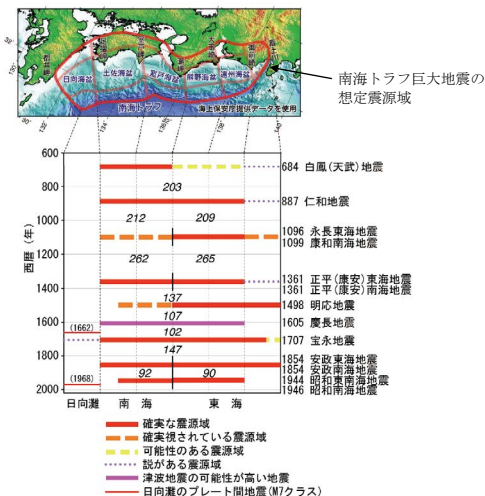 南海トラフ巨大地震の
想定震源域
日向海盆
土佐海盆
室戸海盆
熊野海盆
遠州海盆
南海トラフ
海上保安庁提供データを使用
132
134
138
140
西暦(年)
600
800
1000
1200
1400
1600
1800
2000
203
212 209
262 265
137
107
102
147
92 90
(1662)
(1968)
684 白鳳(天武)地震
887 仁和地震
1096 永長東海地震
1099 康和南海地震
1361 正平(康安)東海地震
1361 正平(康安)南海地震
1498 明応地震
1605 慶長地震
1707 宝永地震
1854 安政東海地震
1854 安政南海地震
1944 昭和東南海地震
1946 昭和南海地震
日向灘 南海 東海
確実な震源域
確実視されている震源域
可能性のある震源域
説がある震源域
津波地震の可能性が高い地震
日向灘のプレート間地震(M7クラス)